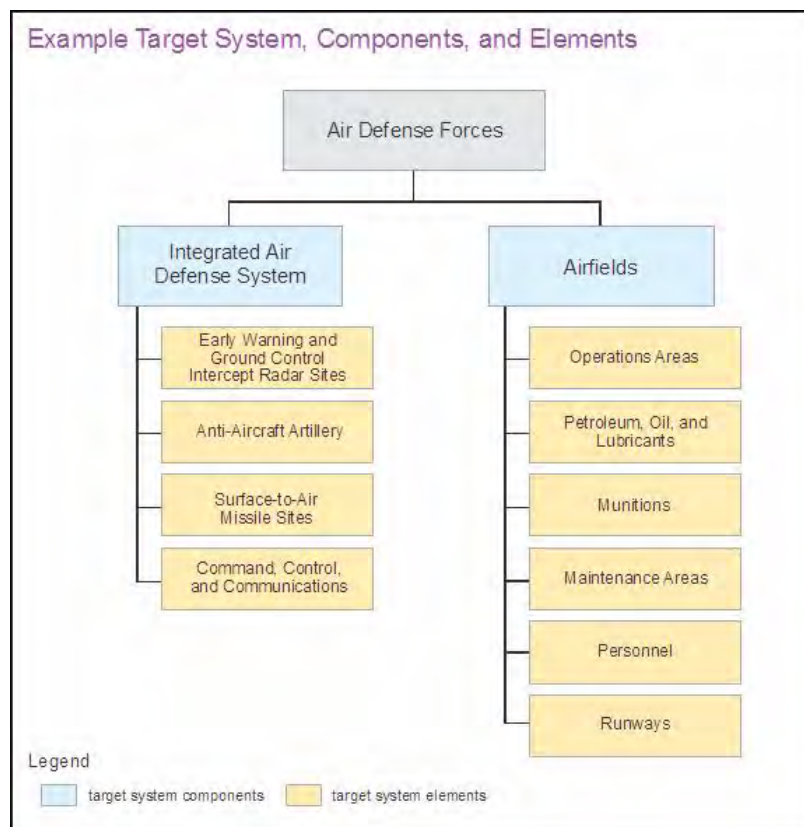 Example Target System, Components, and Elements
Air Defense Forces
Integrated Air
Defense System
Early Warning and
Ground Control
Intercept Radar Sites
Anti-Aircraft Artillery
Surface-to-Air
Missile Sites
Command, Control,
and Communications
Airfields
Operations Areas
Petroleum, Oil, and
Lubricants
Munitions
Maintenance Areas
Personnel
Runways
Legend
target system components
target system elements